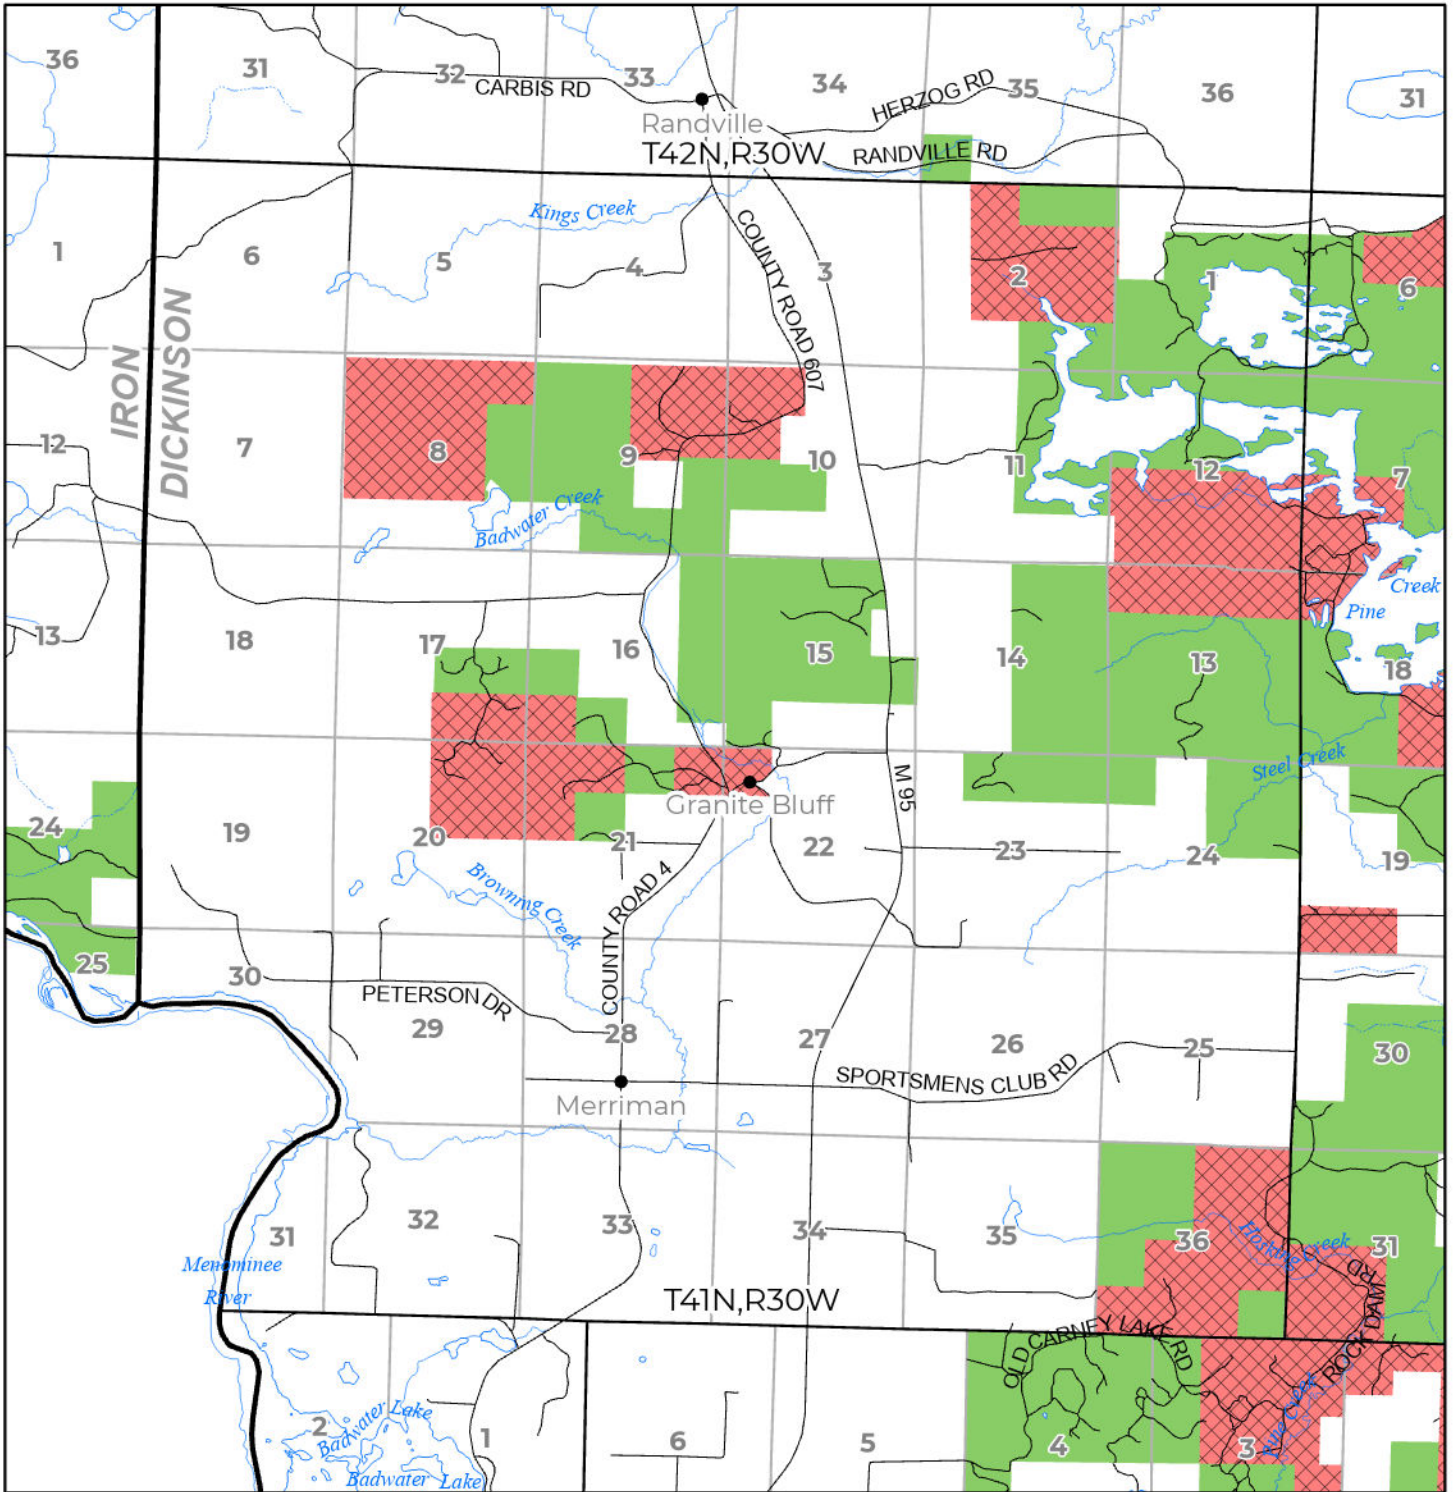 36
31
32
33
34
35
36
31
CARBIS RD
HERZOG RD
Randville
T42N,R30W
RANDVILLE RD
Kings Creek
COUNTY ROAD 607
1
6
5
4
3
2
1
6
IRON
DICKINSON
12
7
8
9
10
11
12
7
Badwater Creek
Creek
Pine
13
18
17
16
15
14
13
18
Steel Creek
M 95
Granite Bluff
24
19
20
21
22
23
24
19
Browning Creek
COUNTY ROAD 4
25
30
PETERSON DR
29
28
27
26
25
30
SPORTSMENS CLUB RD
Merriman
31
32
33
34
35
36
31
Horking Creek
Menominee
River
T41N,R30W
OLD CARNEY LAKE RD
ROCK DAM RD
Pine Creek
2
1
6
5
4
3
Badwater Lake
Badwater Lake